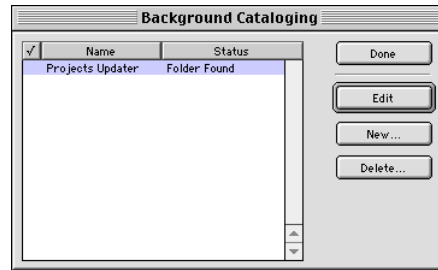 Background Cataloging
✓ Name Status
Projects Updater Folder Found
Done
Edit
New...
Delete...